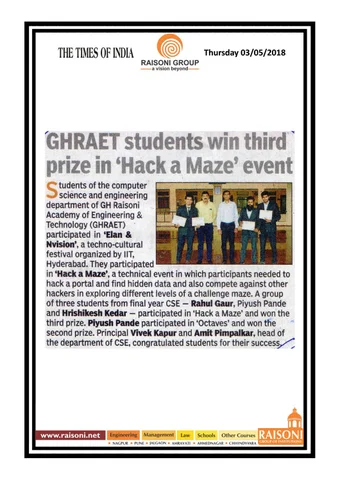 THE TIMES OF INDIA
RAISONI GROUP
a vision beyond
Thursday 03/05/2018
GHRAET students win third
prize in ‘Hack a Maze’ event
Students of the computer
science and engineering
department of GH Raisoni
Academy of Engineering &
Technology (GHRAET)
participated in ‘Elan &
Nvision’, a techno-cultural
festival organized by IIT,
Hyderabad. They participated
in ‘Hack a Maze’, a technical event in which participants needed to
hack a portal and find hidden data and also compete against other
hackers in exploring different levels of a challenge maze. A group
of three students from final year CSE — Rahul Gaur, Piyush Pande
and Hrishikesh Kedar — participated in ‘Hack a Maze’ and won the
third prize. Piyush Pande participated in ‘Octaves’ and won the
second prize. Principal Vivek Kapur and Amit Pimpalkar, head of
the department of CSE, congratulated students for their success.
www.raisoni.net Engineering Management Law Schools Other Courses RAISONI
NAGPUR • PUNE • JALGAON • AMRAVATI • AHMEDNAGAR • CHHINDWARA